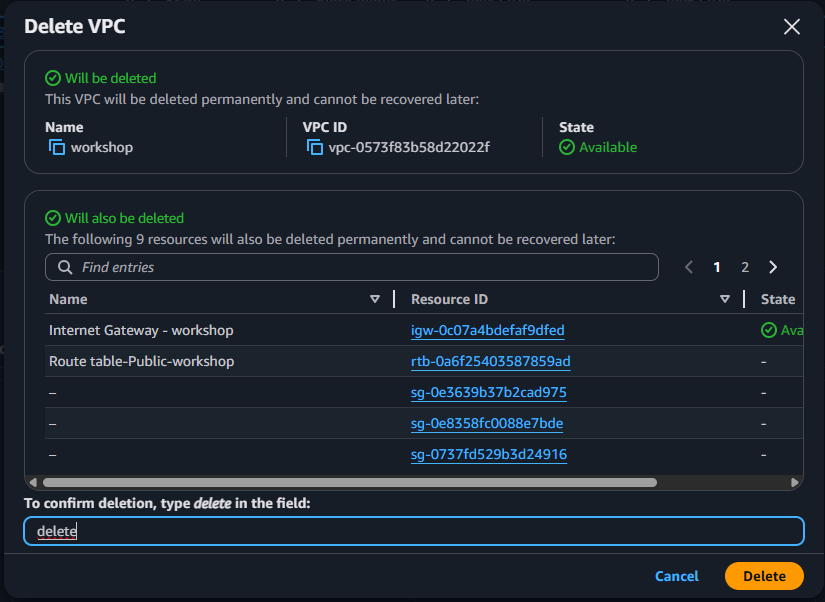 Delete VPC
Will be deleted
This VPC will be deleted permanently and cannot be recovered later:
Name VPC ID State
workshop vpc-0573f83b58d22022f Available
Will also be deleted
The following 9 resources will also be deleted permanently and cannot be recovered later:
Find entries 1 2
Name Resource ID State
Internet Gateway - workshop igw-0c07a4bdefaf9dfed Ava
Route table-Public-workshop rtb-0a6f25403587859ad -
– sg-0e3639b37b2cad975 -
– sg-0e8358fc0088e7bde -
– sg-0737fd529b3d24916 -
To confirm deletion, type delete in the field:
delete
Cancel Delete